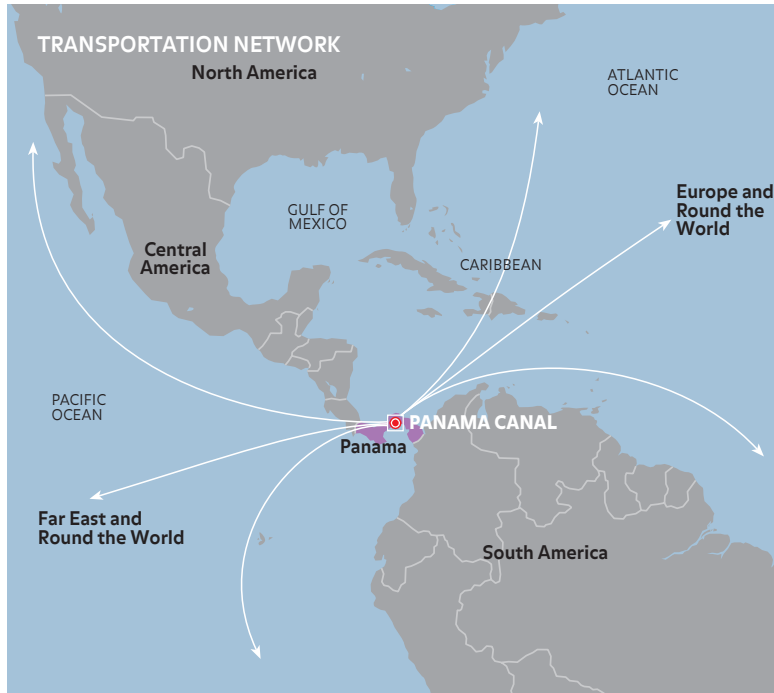 TRANSPORTATION NETWORK
North America
ATLANTIC
OCEAN
Europe and
Round the
World
GULF OF
MEXICO
Central
America
CARIBBEAN
PACIFIC
OCEAN
PANAMA CANAL
Panama
Far East and
Round the World
South America